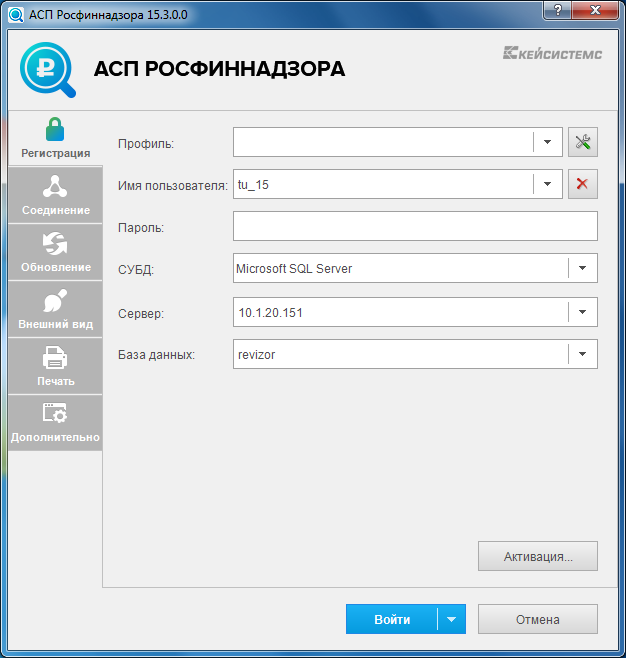 АСП Росфиннадзора 15.3.0.0
?
АСП РОСФИННАДЗОРА
КЕЙСИСТЕМС
Регистрация
Соединение
Обновление
Внешний вид
Печать
Дополнительно
Профиль:
Имя пользователя: tu_15
Пароль:
СУБД: Microsoft SQL Server
Сервер: 10.1.20.151
База данных: revizor
Активация...
Войти
Отмена